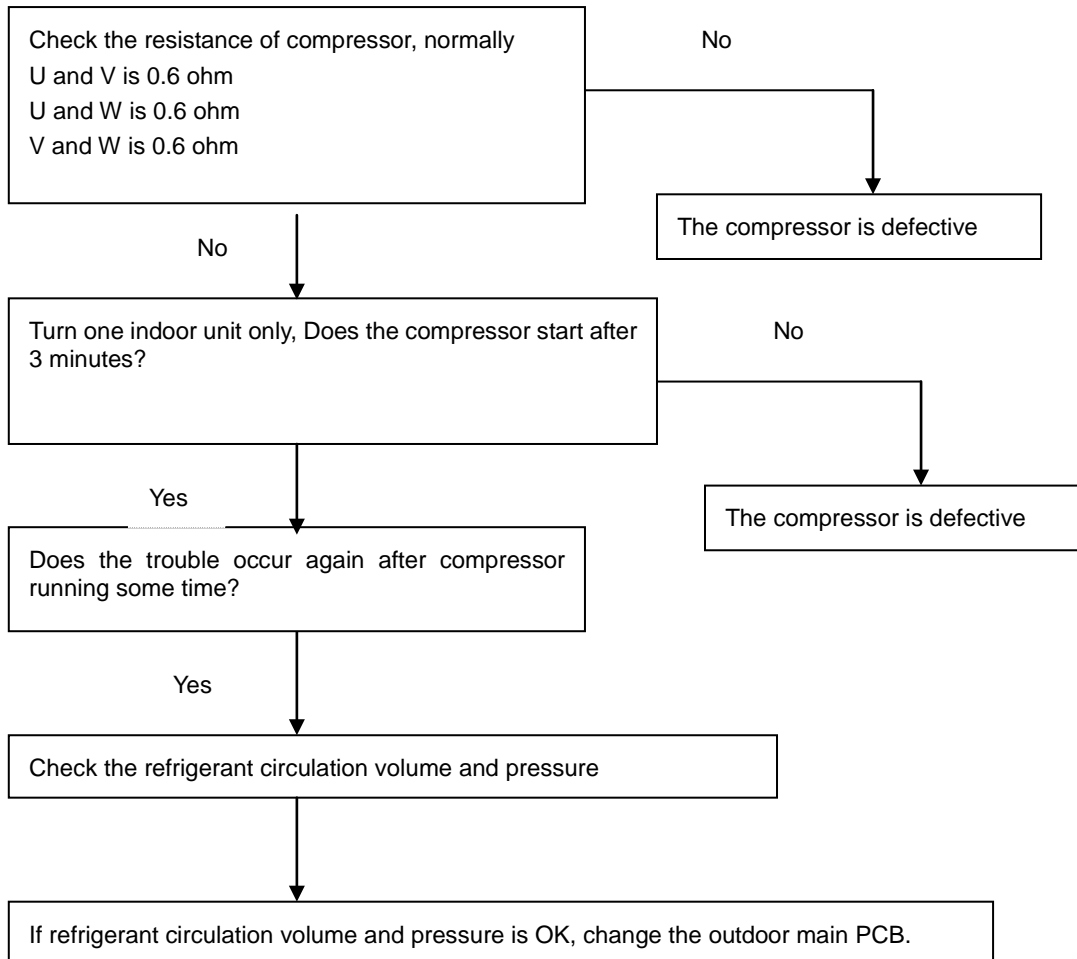 Check the resistance of compressor, normally
U and V is 0.6 ohm
U and W is 0.6 ohm
V and W is 0.6 ohm
No
The compressor is defective
No
Turn one indoor unit only, Does the compressor start after
3 minutes?
No
Yes
The compressor is defective
Does the trouble occur again after compressor
running some time?
Yes
Check the refrigerant circulation volume and pressure
If refrigerant circulation volume and pressure is OK, change the outdoor main PCB.